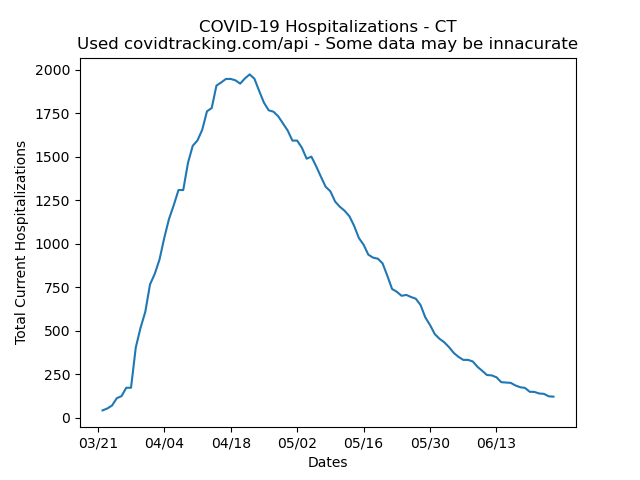 COVID-19 Hospitalizations - CT
Used covidtracking.com/api - Some data may be innacurate
Total Current Hospitalizations
2000
1750
1500
1250
1000
750
500
250
0
03/21 04/04 04/18 05/02 05/16 05/30 06/13
Dates